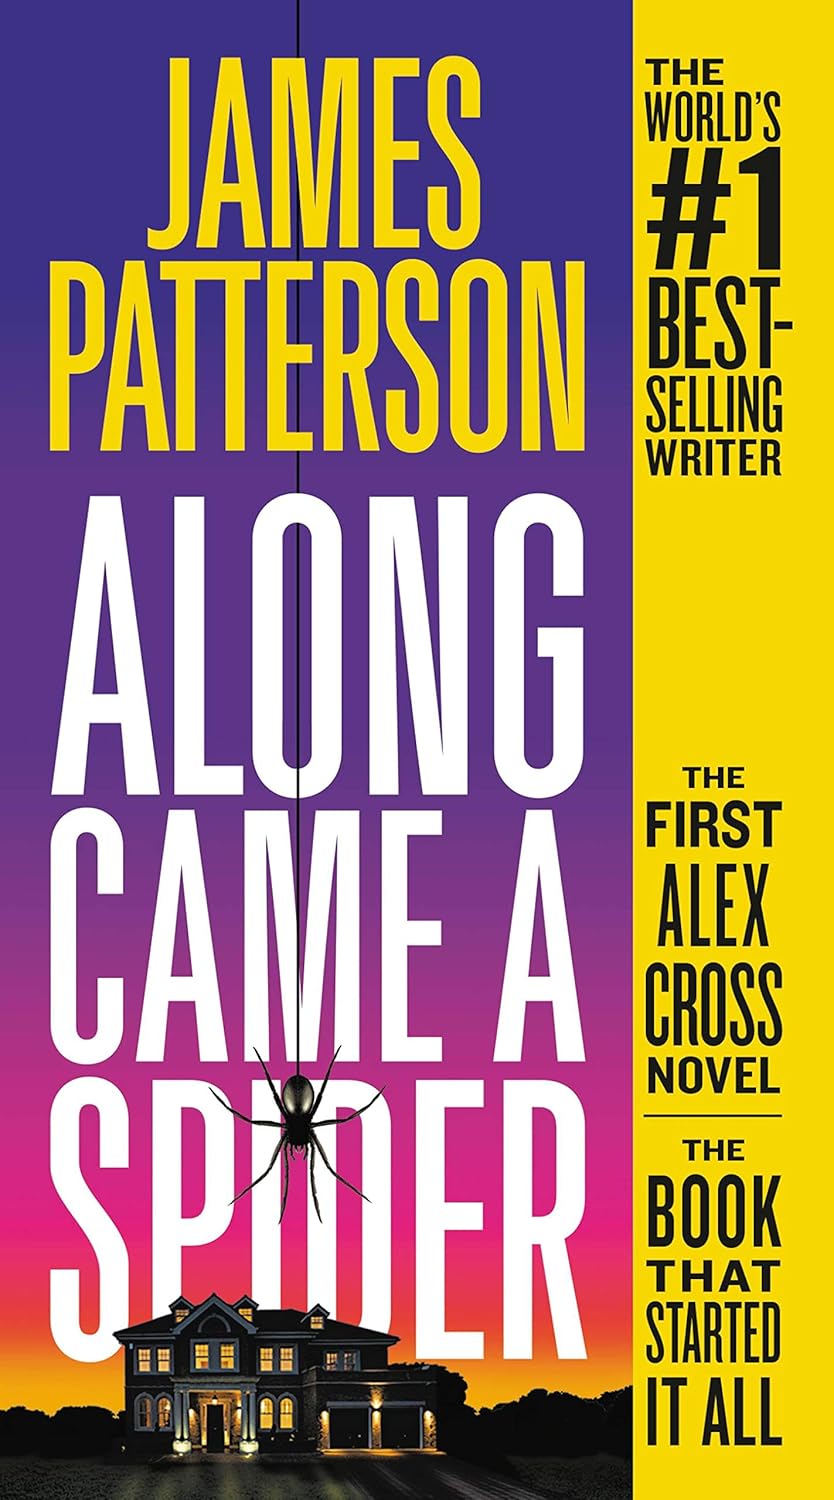 JAMES
PATTERSON
ALONG
CAME A
SPIDER
THE
WORLD'S
#1
BEST-
SELLING
WRITER
THE
FIRST
ALEX
CROSS
NOVEL
THE
BOOK
THAT
STARTED
IT ALL